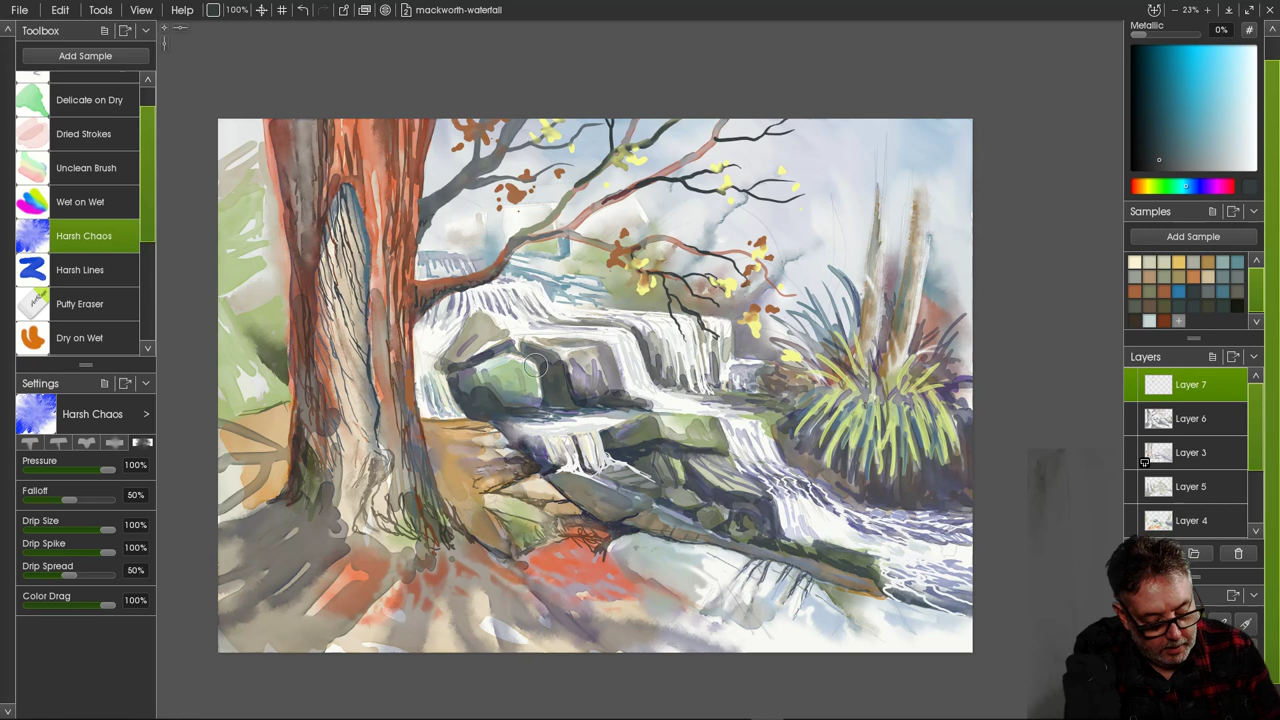 File Edit Tools View Help 100% 2 mackworth-waterfall 23%
Toolbox
Add Sample
Delicate on Dry
Dried Strokes
Unclean Brush
Wet on Wet
Harsh Chaos
Harsh Lines
Putty Eraser
Dry on Wet
Settings
Harsh Chaos >
Pressure
100%
Falloff
50%
Drip Size
100%
Drip Spike
100%
Drip Spread
50%
Color Drag
100%
Metallic
0% #
Samples
Add Sample
Layers
Layer 7
Layer 6
Layer 3
Layer 5
Layer 4